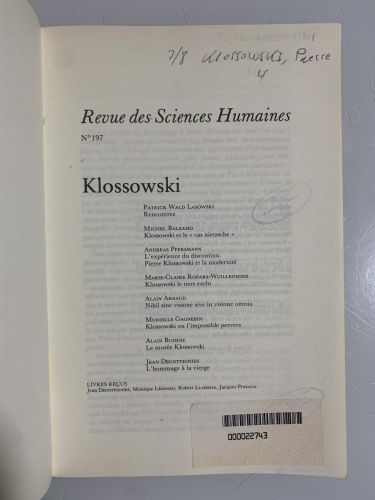 7/8 Klossowski, Pierre
4
Revue des Sciences Humaines
N°197
Klossowski
PATRICK WALD LASOWSKI
Rencontres
MICHEL BALZAMO
Klossowski et le « cas nietzsche »
ANDREAS PFERSMANN
L'expérience du discontinu.
Pierre Klossowski et la modernité
MARIE-CLAIRE ROPARS-WUILLEUMIER
Klossowski le tiers exclu
ALAIN ARNAUD
Nihil sine visione sive in visione omnia
MURIELLE GAGNEBIN
Klossowski ou l'impossible pervers
ALAIN BUISINE
Le musée Klossowski
JEAN DECOTTIGNIES
L'hommage à la vierge
LIVRES REÇUS
Jean Decottignies, Monique Léonard, Robert Llambias, Jacques Pineaux.
000022743